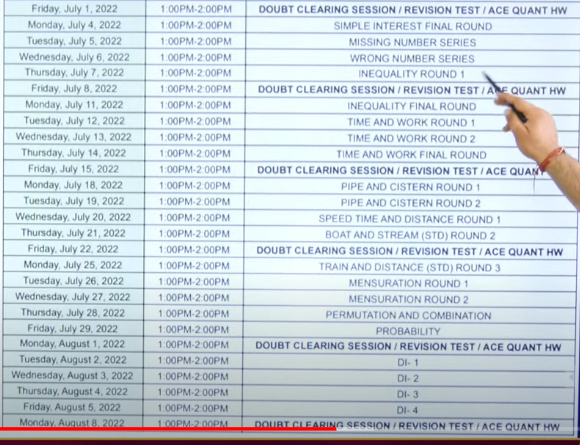 Friday, July 1, 2022 1:00PM-2:00PM DOUBT CLEARING SESSION / REVISION TEST / ACE QUANT HW
Monday, July 4, 2022 1:00PM-2:00PM SIMPLE INTEREST FINAL ROUND
Tuesday, July 5, 2022 1:00PM-2:00PM MISSING NUMBER SERIES
Wednesday, July 6, 2022 1:00PM-2:00PM WRONG NUMBER SERIES
Thursday, July 7, 2022 1:00PM-2:00PM INEQUALITY ROUND 1
Friday, July 8, 2022 1:00PM-2:00PM DOUBT CLEARING SESSION / REVISION TEST / ACE QUANT HW
Monday, July 11, 2022 1:00PM-2:00PM INEQUALITY FINAL ROUND
Tuesday, July 12, 2022 1:00PM-2:00PM TIME AND WORK ROUND 1
Wednesday, July 13, 2022 1:00PM-2:00PM TIME AND WORK ROUND 2
Thursday, July 14, 2022 1:00PM-2:00PM TIME AND WORK FINAL ROUND
Friday, July 15, 2022 1:00PM-2:00PM DOUBT CLEARING SESSION / REVISION TEST / ACE
Monday, July 18, 2022 1:00PM-2:00PM PIPE AND CISTERN ROUND 1
Tuesday, July 19, 2022 1:00PM-2:00PM PIPE AND CISTERN ROUND 2
Wednesday, July 20, 2022 1:00PM-2:00PM SPEED TIME AND DISTANCE ROUND 1
Thursday, July 21, 2022 1:00PM-2:00PM BOAT AND STREAM (STD) ROUND 2
Friday, July 22, 2022 1:00PM-2:00PM DOUBT CLEARING SESSION / REVISION TEST / ACE QUANT HW
Monday, July 25, 2022 1:00PM-2:00PM TRAIN AND DISTANCE (STD) ROUND 3
Tuesday, July 26, 2022 1:00PM-2:00PM MENSURATION ROUND 1
Wednesday, July 27, 2022 1:00PM-2:00PM MENSURATION ROUND 2
Thursday, July 28, 2022 1:00PM-2:00PM PERMUTATION AND COMBINATION
Friday, July 29, 2022 1:00PM-2:00PM PROBABILITY
Monday, August 1, 2022 1:00PM-2:00PM DOUBT CLEARING SESSION / REVISION TEST / ACE QUANT HW
Tuesday, August 2, 2022 1:00PM-2:00PM DI- 1
Wednesday, August 3, 2022 1:00PM-2:00PM DI- 2
Thursday, August 4, 2022 1:00PM-2:00PM DI- 3
Friday, August 5, 2022 1:00PM-2:00PM DI- 4
Monday, August 8, 2022 1:00PM-2:00PM DOUBT CLEARING SESSION / REVISION TEST / ACE QUANT HW